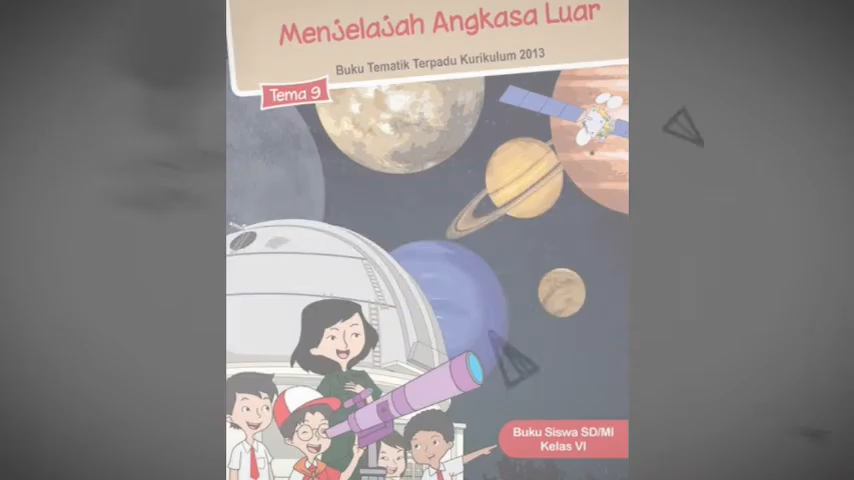 Menjelajah Angkasa Luar
Buku Tematik Terpadu Kurikulum 2013
Tema 9
Buku Siswa SD/MI
Kelas VI